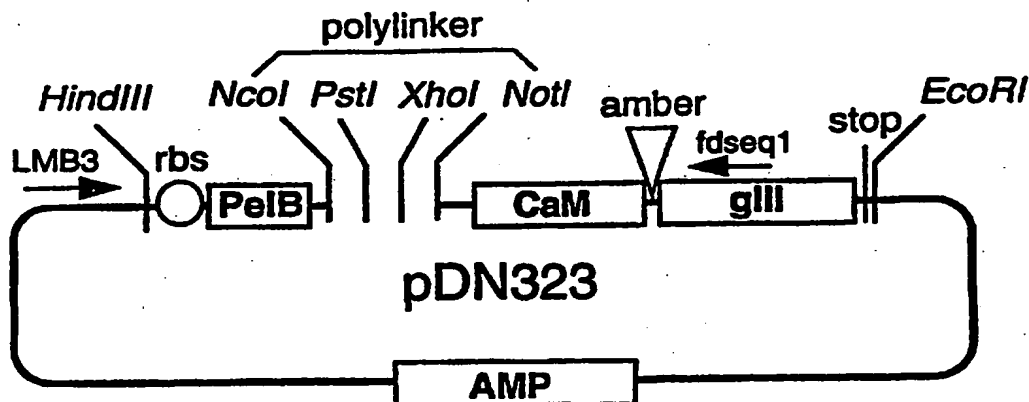 polylinker
HindIII NcoI PstI XhoI NotI EcoRI
amber stop
LMB3 rbs fdseq1
PelB CaM gIII
pDN323
AMP